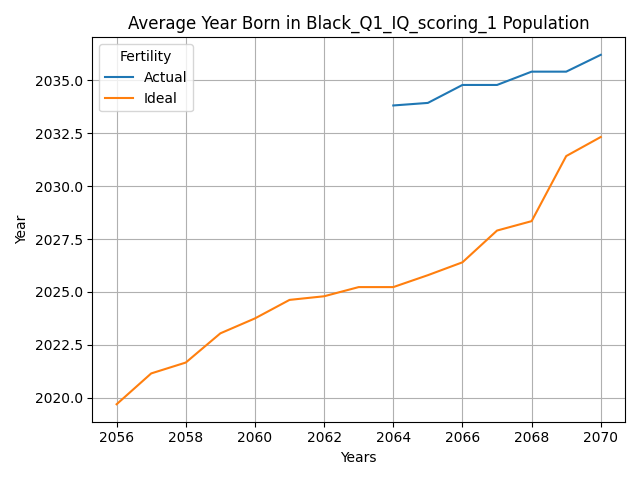 Average Year Born in Black_Q1_IQ_scoring_1 Population
Fertility
Actual
Ideal
2035.0
2032.5
2030.0
2027.5
2025.0
2022.5
2020.0
Year
2056 2058 2060 2062 2064 2066 2068 2070
Years